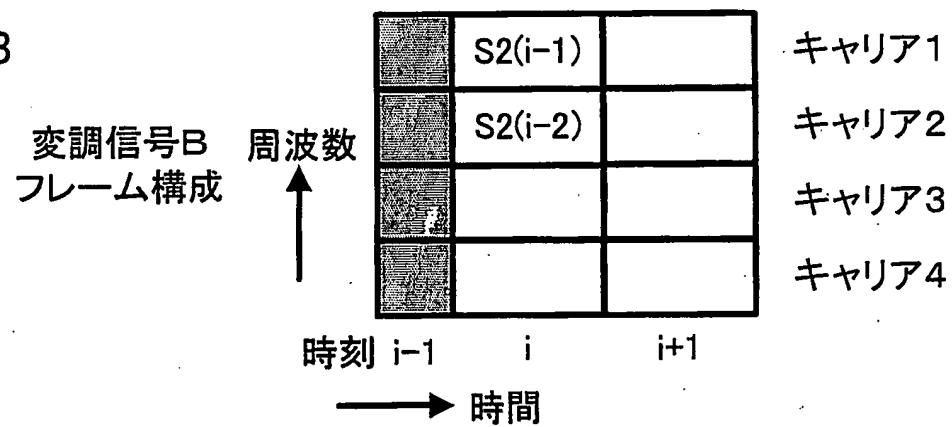 S2(i-1)
キャリア1
S2(i-2)
キャリア2
変調信号B
フレーム構成
周波数
キャリア3
キャリア4
時刻 i-1 i i+1
時間